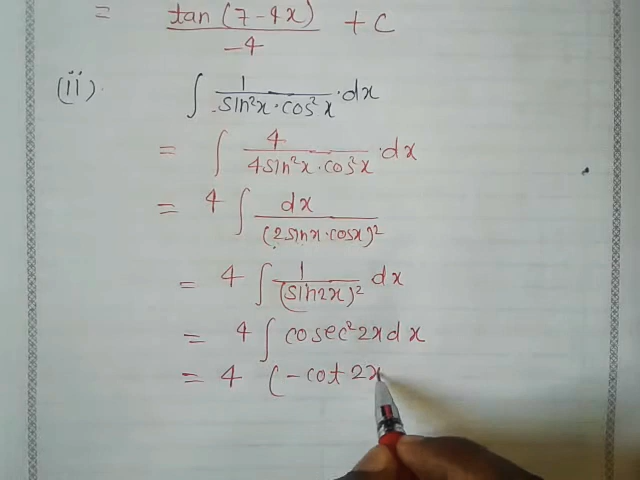 = tan (7-4x) / -4 + C
(ii). ∫ 1 / sin²x · cos²x · dx
= ∫ 4 / 4sin²x · cos²x · dx
= 4 ∫ dx / (2sinx · cosx)²
= 4 ∫ 1 / (sin2x)² dx
= 4 ∫ cosec²2x dx
= 4 (-cot 2x